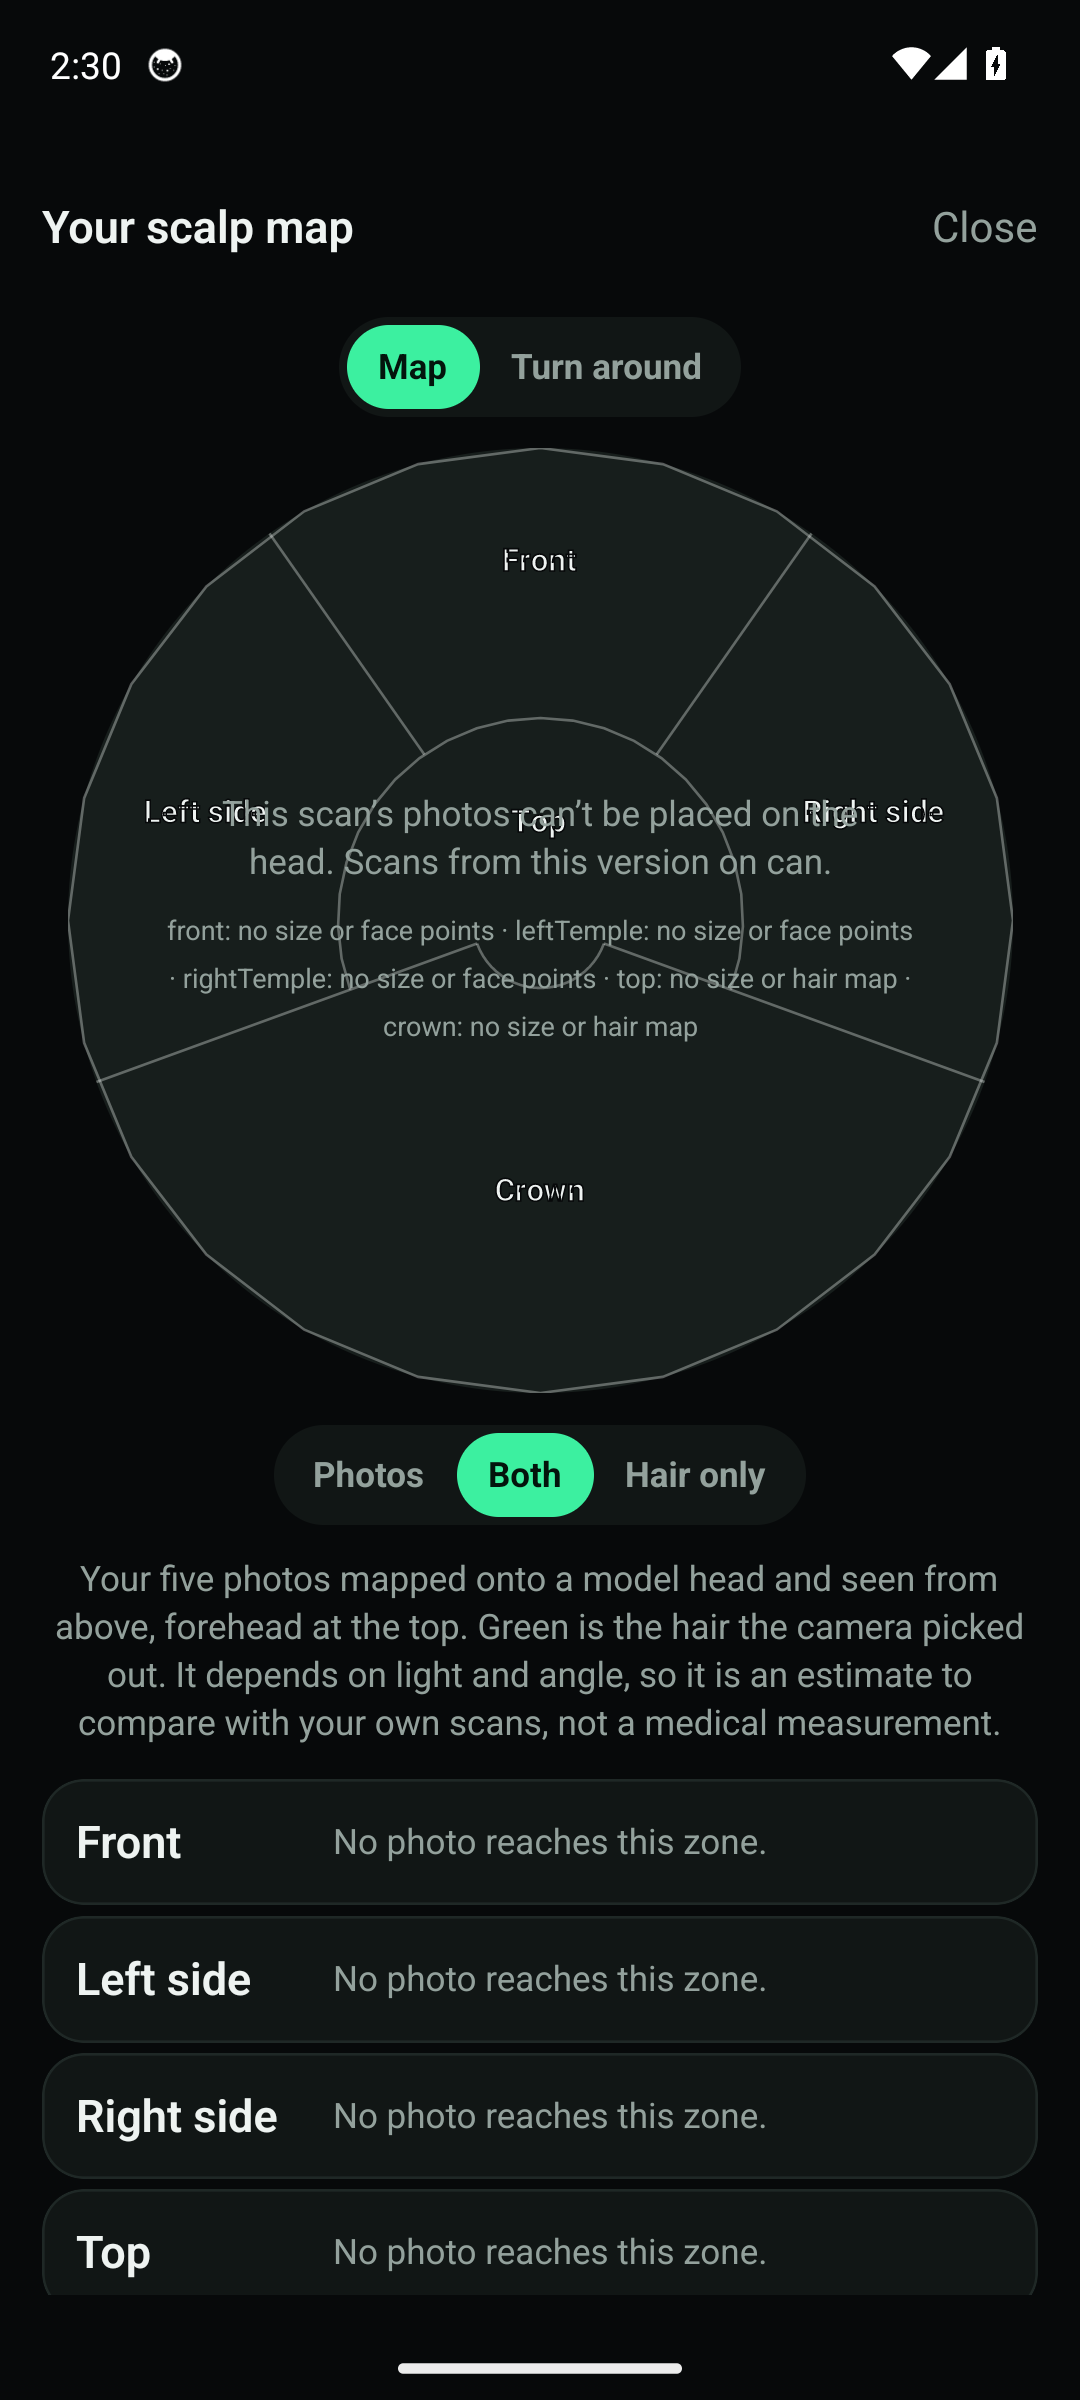 2:30
Your scalp map
Close
Map
Turn around
Front
Left side
Top
Right side
This scan's photos can't be placed on the
head. Scans from this version on can.
front: no size or face points · leftTemple: no size or face points
· rightTemple: no size or face points · top: no size or hair map ·
crown: no size or hair map
Crown
Photos
Both
Hair only
Your five photos mapped onto a model head and seen from
above, forehead at the top. Green is the hair the camera picked
out. It depends on light and angle, so it is an estimate to
compare with your own scans, not a medical measurement.
Front
No photo reaches this zone.
Left side
No photo reaches this zone.
Right side
No photo reaches this zone.
Top
No photo reaches this zone.